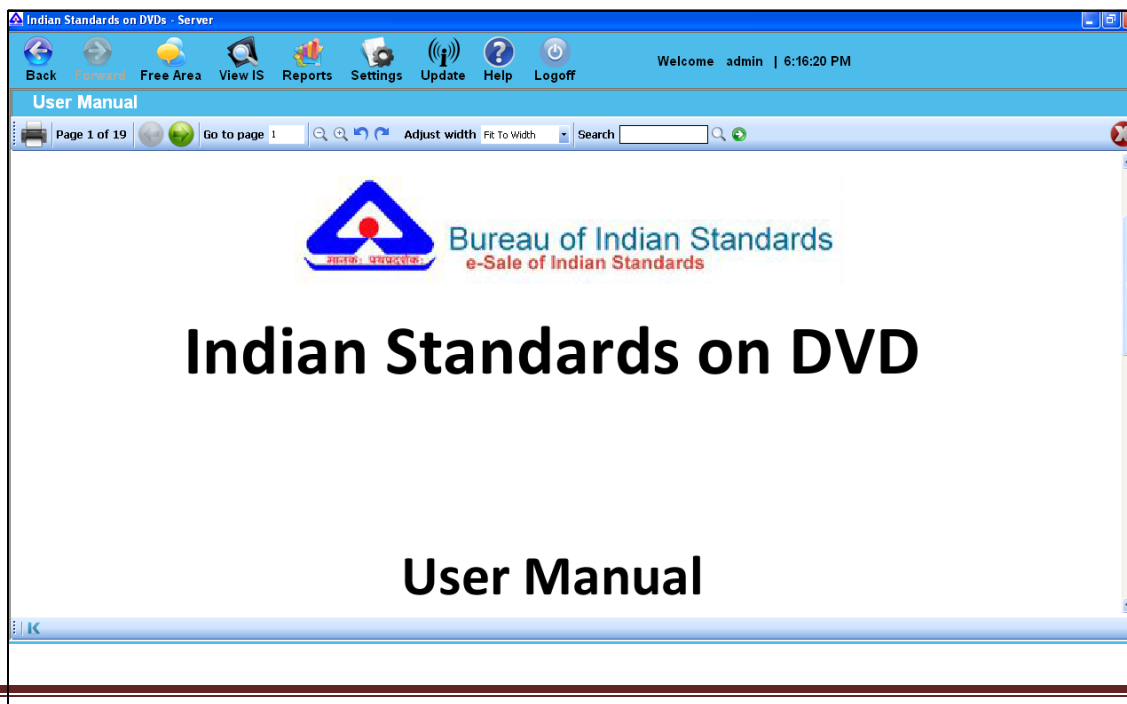 Indian Standards on DVDs - Server
Back Forward Free Area View IS Reports Settings Update Help Logoff Welcome admin | 6:16:20 PM
User Manual
Page 1 of 19 Go to page 1 Adjust width Fit To Width Search
मानकः पथप्रदर्शकः
Bureau of Indian Standards
e-Sale of Indian Standards
Indian Standards on DVD
User Manual